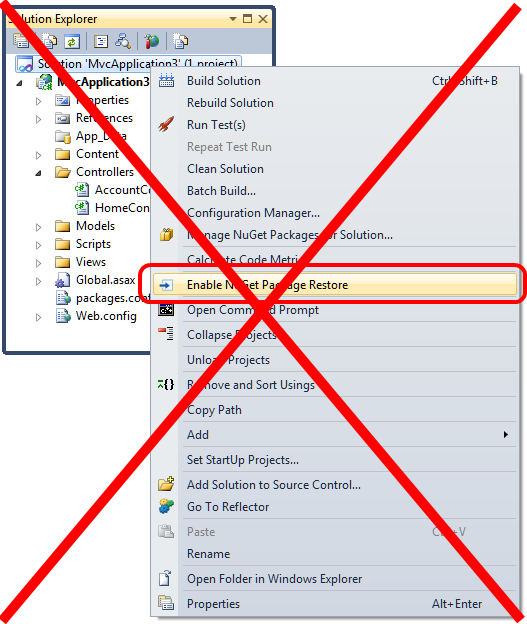 Solution Explorer
Solution 'MvcApplication3' (1 project)
MvcApplication3
Properties
References
App_Data
Content
Controllers
AccountCo
HomeCon
Models
Scripts
Views
Global.asax
packages.con
Web.config
Build Solution Ctrl+Shift+B
Rebuild Solution
Run Test(s)
Repeat Test Run
Clean Solution
Batch Build...
Configuration Manager...
Manage NuGet Packages for Solution...
Calculate Code Metrics
Enable NuGet Package Restore
Open Command Prompt
Collapse Projects
Unload Projects
Remove and Sort Usings
Copy Path
Add
Set StartUp Projects...
Add Solution to Source Control...
Go To Reflector
Paste Ctrl+V
Rename
Open Folder in Windows Explorer
Properties Alt+Enter